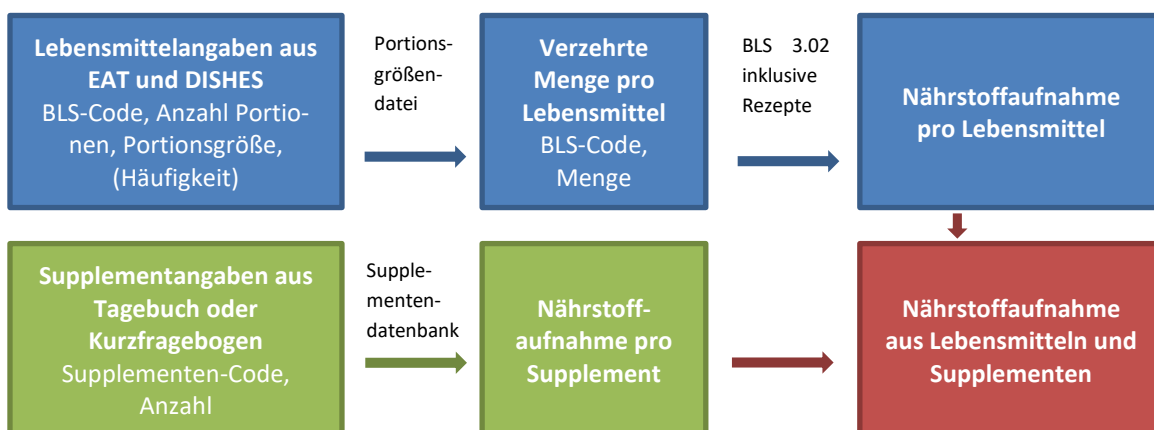 Lebensmittelangaben aus
EAT und DISHES
BLS-Code, Anzahl Portio-
nen, Portionsgröße,
(Häufigkeit)
Portions-
größen-
datei
Verzehrte
Menge pro
Lebensmittel
BLS-Code,
Menge
BLS 3.02
inklusive
Rezepte
Nährstoffaufnahme
pro Lebensmittel
Supplementangaben aus
Tagebuch oder
Kurzfragebogen
Supplementen-Code,
Anzahl
Supple-
menten-
datenbank
Nährstoff-
aufnahme pro
Supplement
Nährstoffaufnahme
aus Lebensmitteln und
Supplementen